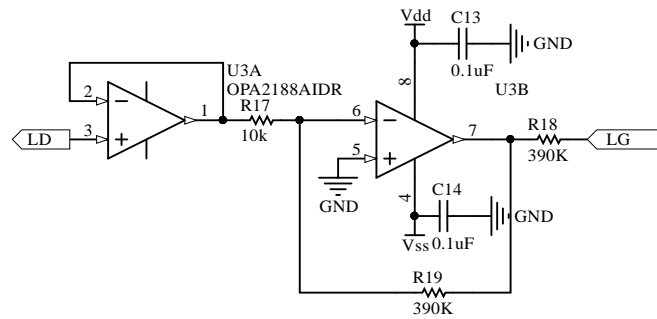 Vdd
C13
GND
0.1uF
8
U3B
U3A
OPA2188AIDR
2
1
R17
10k
3
LD
6
5
7
R18
390K
LG
GND
4
C14
GND
Vss
0.1uF
R19
390K